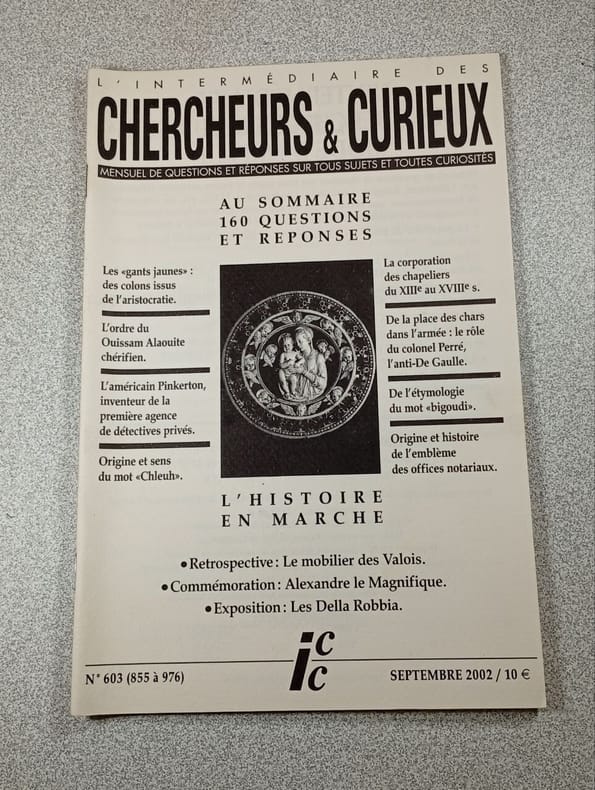 L'INTERMÉDIAIRE DES
CHERCHEURS & CURIEUX
MENSUEL DE QUESTIONS ET RÉPONSES SUR TOUS SUJETS ET TOUTES CURIOSITÉS
AU SOMMAIRE
160 QUESTIONS
ET REPONSES
Les «gants jaunes» :
des colons issus
de l'aristocratie.
L'ordre du
Ouissam Alaouite
chérifien.
L'américain Pinkerton,
inventeur de la
première agence
de détectives privés.
Origine et sens
du mot «Chleuh».
La corporation
des chapeliers
du XIIIe au XVIIIe s.
De la place des chars
dans l'armée : le rôle
du colonel Perré,
l'anti-De Gaulle.
De l'étymologie
du mot «bigoudi».
Origine et histoire
de l'emblème
des offices notariaux.
L'HISTOIRE
EN MARCHE
• Retrospective : Le mobilier des Valois.
• Commémoration : Alexandre le Magnifique.
• Exposition : Les Della Robbia.
icc
N° 603 (855 à 976)
SEPTEMBRE 2002 / 10 €